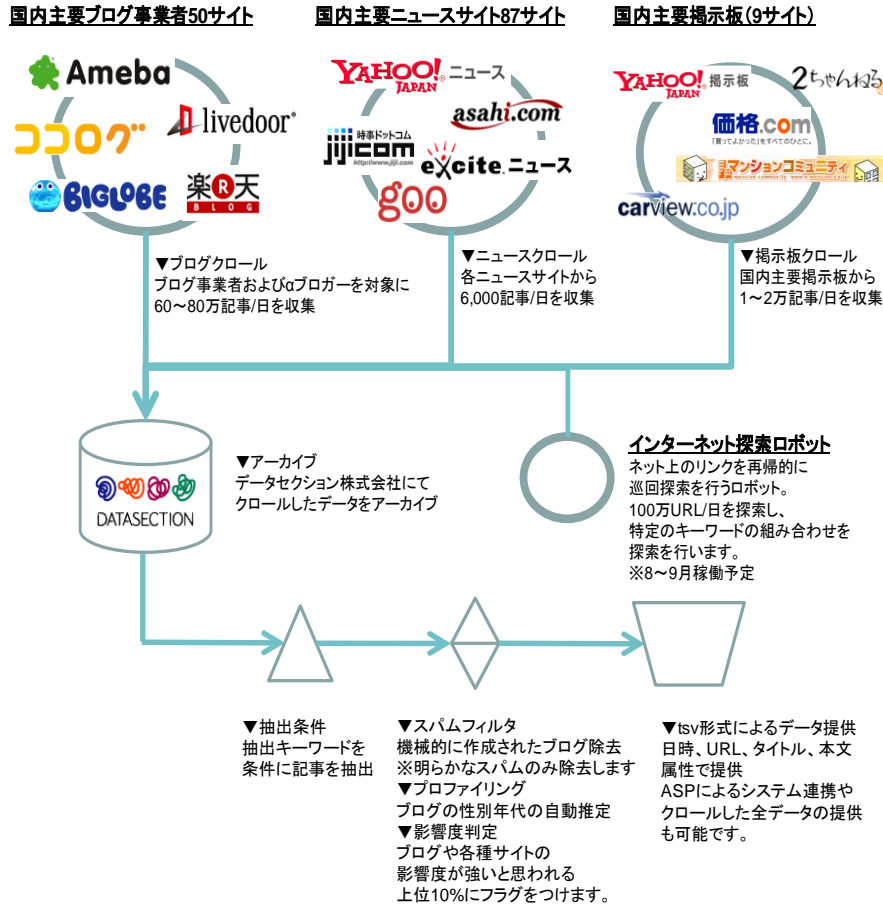 国内主要ブログ事業者50サイト
Ameba
ココログ
livedoor
BIGLOBE
楽R天
BLOG
▼ブログクロール
ブログ事業者およびαブロガーを対象に
60～80万記事/日を収集
国内主要ニュースサイト87サイト
YAHOO! ニュース
JAPAN
asahi.com
時事ドットコム
jijicom
http://www.jiji.com
excite.ニュース
goo
▼ニュースクロール
各ニュースサイトから
6,000記事/日を収集
国内主要掲示板（9サイト）
YAHOO! 掲示板
JAPAN
2ちゃんねる
価格.com
「買ってよかった」をすべてのひとに。
マンションコミュニティ
carview.co.jp
▼掲示板クロール
国内主要掲示板から
1～2万記事/日を収集
DATASECTION
▼アーカイブ
データセクション株式会社にて
クロールしたデータをアーカイブ
インターネット探索ロボット
ネット上のリンクを再帰的に
巡回探索を行うロボット。
100万URL/日を探索し、
特定のキーワードの組み合わせを
探索を行います。
※8～9月稼働予定
▼抽出条件
抽出キーワードを
条件に記事を抽出
▼スパムフィルタ
機械的に作成されたブログ除去
※明らかなスパムのみ除去します
▼プロファイリング
ブログの性別年代の自動推定
▼影響度判定
ブログや各種サイトの
影響度が強いと思われる
上位10%にフラグをつけます。
▼tsv形式によるデータ提供
日時、URL、タイトル、本文
属性で提供
ASPによるシステム連携や
クロールした全データの提供
も可能です。